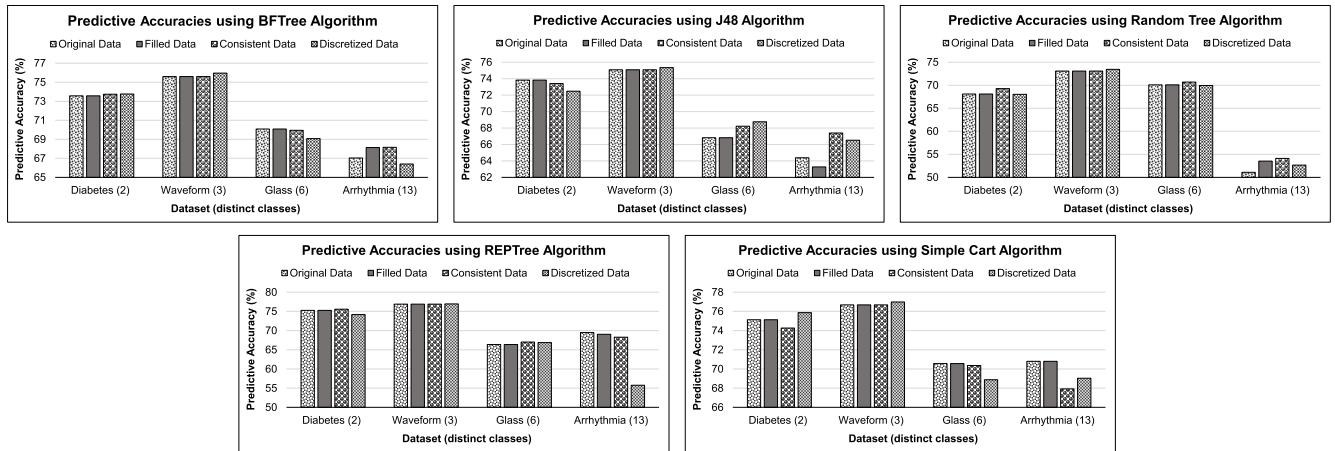 Predictive Accuracies using BFTree Algorithm
Original Data Filled Data Consistent Data Discretized Data
Predictive Accuracy (%)
77
75
73
71
69
67
65
Diabetes (2) Waveform (3) Glass (6) Arrhythmia (13)
Dataset (distinct classes)
Predictive Accuracies using J48 Algorithm
Original Data Filled Data Consistent Data Discretized Data
Predictive Accuracy (%)
76
74
72
70
68
66
64
62
Diabetes (2) Waveform (3) Glass (6) Arrhythmia (13)
Dataset (distinct classes)
Predictive Accuracies using Random Tree Algorithm
Original Data Filled Data Consistent Data Discretized Data
Predictive Accuracy (%)
75
70
65
60
55
50
Diabetes (2) Waveform (3) Glass (6) Arrhythmia (13)
Dataset (distinct classes)
Predictive Accuracies using REPTree Algorithm
Original Data Filled Data Consistent Data Discretized Data
Predictive Accuracy (%)
80
75
70
65
60
55
50
Diabetes (2) Waveform (3) Glass (6) Arrhythmia (13)
Dataset (distinct classes)
Predictive Accuracies using Simple Cart Algorithm
Original Data Filled Data Consistent Data Discretized Data
Predictive Accuracy (%)
78
76
74
72
70
68
66
Diabetes (2) Waveform (3) Glass (6) Arrhythmia (13)
Dataset (distinct classes)